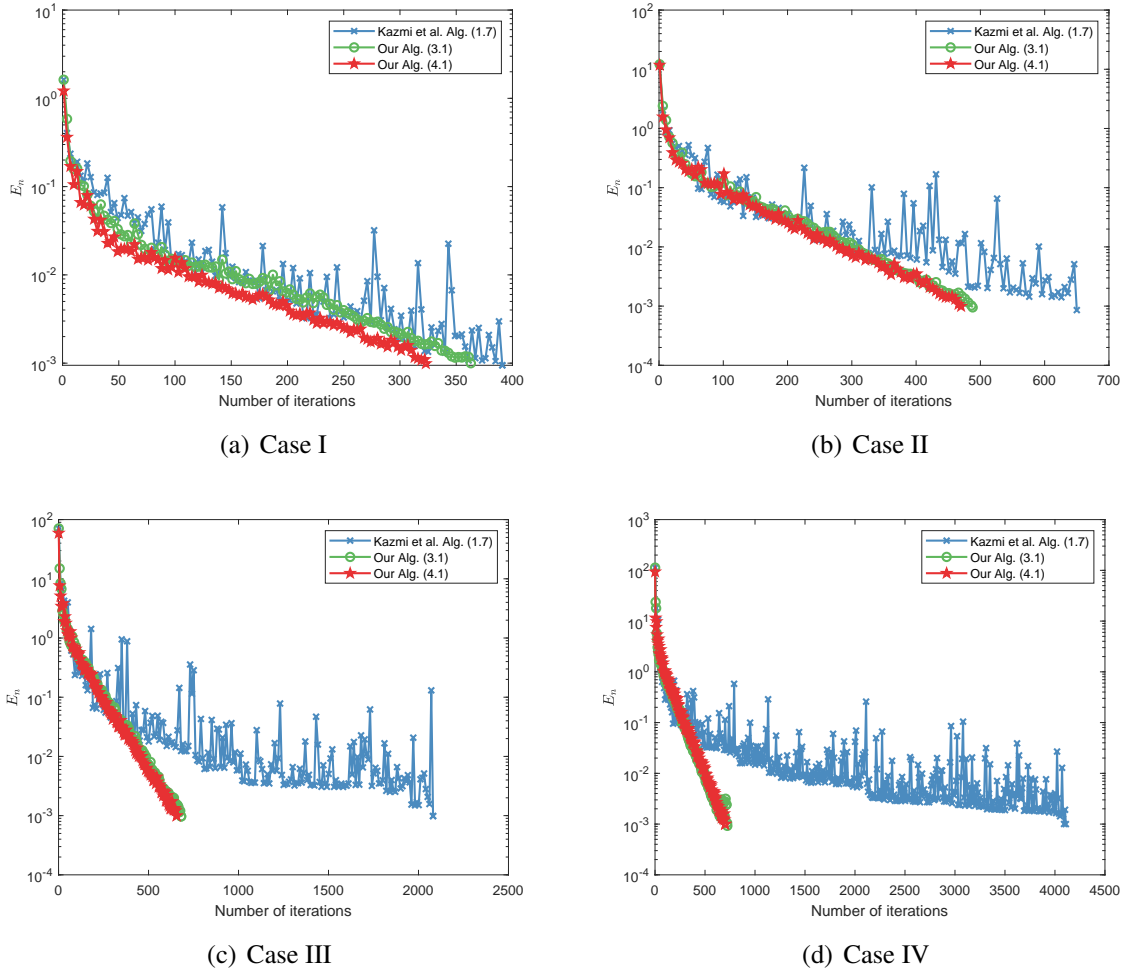 10^1
10^0
10^-1
10^-2
10^-3
E_n
0 50 100 150 200 250 300 350 400
Number of iterations
Kazmi et al. Alg. (1.7)
Our Alg. (3.1)
Our Alg. (4.1)
(a) Case I
10^2
10^1
10^0
10^-1
10^-2
10^-3
10^-4
E_n
0 100 200 300 400 500 600 700
Number of iterations
Kazmi et al. Alg. (1.7)
Our Alg. (3.1)
Our Alg. (4.1)
(b) Case II
10^2
10^1
10^0
10^-1
10^-2
10^-3
10^-4
E_n
0 500 1000 1500 2000 2500
Number of iterations
Kazmi et al. Alg. (1.7)
Our Alg. (3.1)
Our Alg. (4.1)
(c) Case III
10^3
10^2
10^1
10^0
10^-1
10^-2
10^-3
10^-4
E_n
0 500 1000 1500 2000 2500 3000 3500 4000 4500
Number of iterations
Kazmi et al. Alg. (1.7)
Our Alg. (3.1)
Our Alg. (4.1)
(d) Case IV